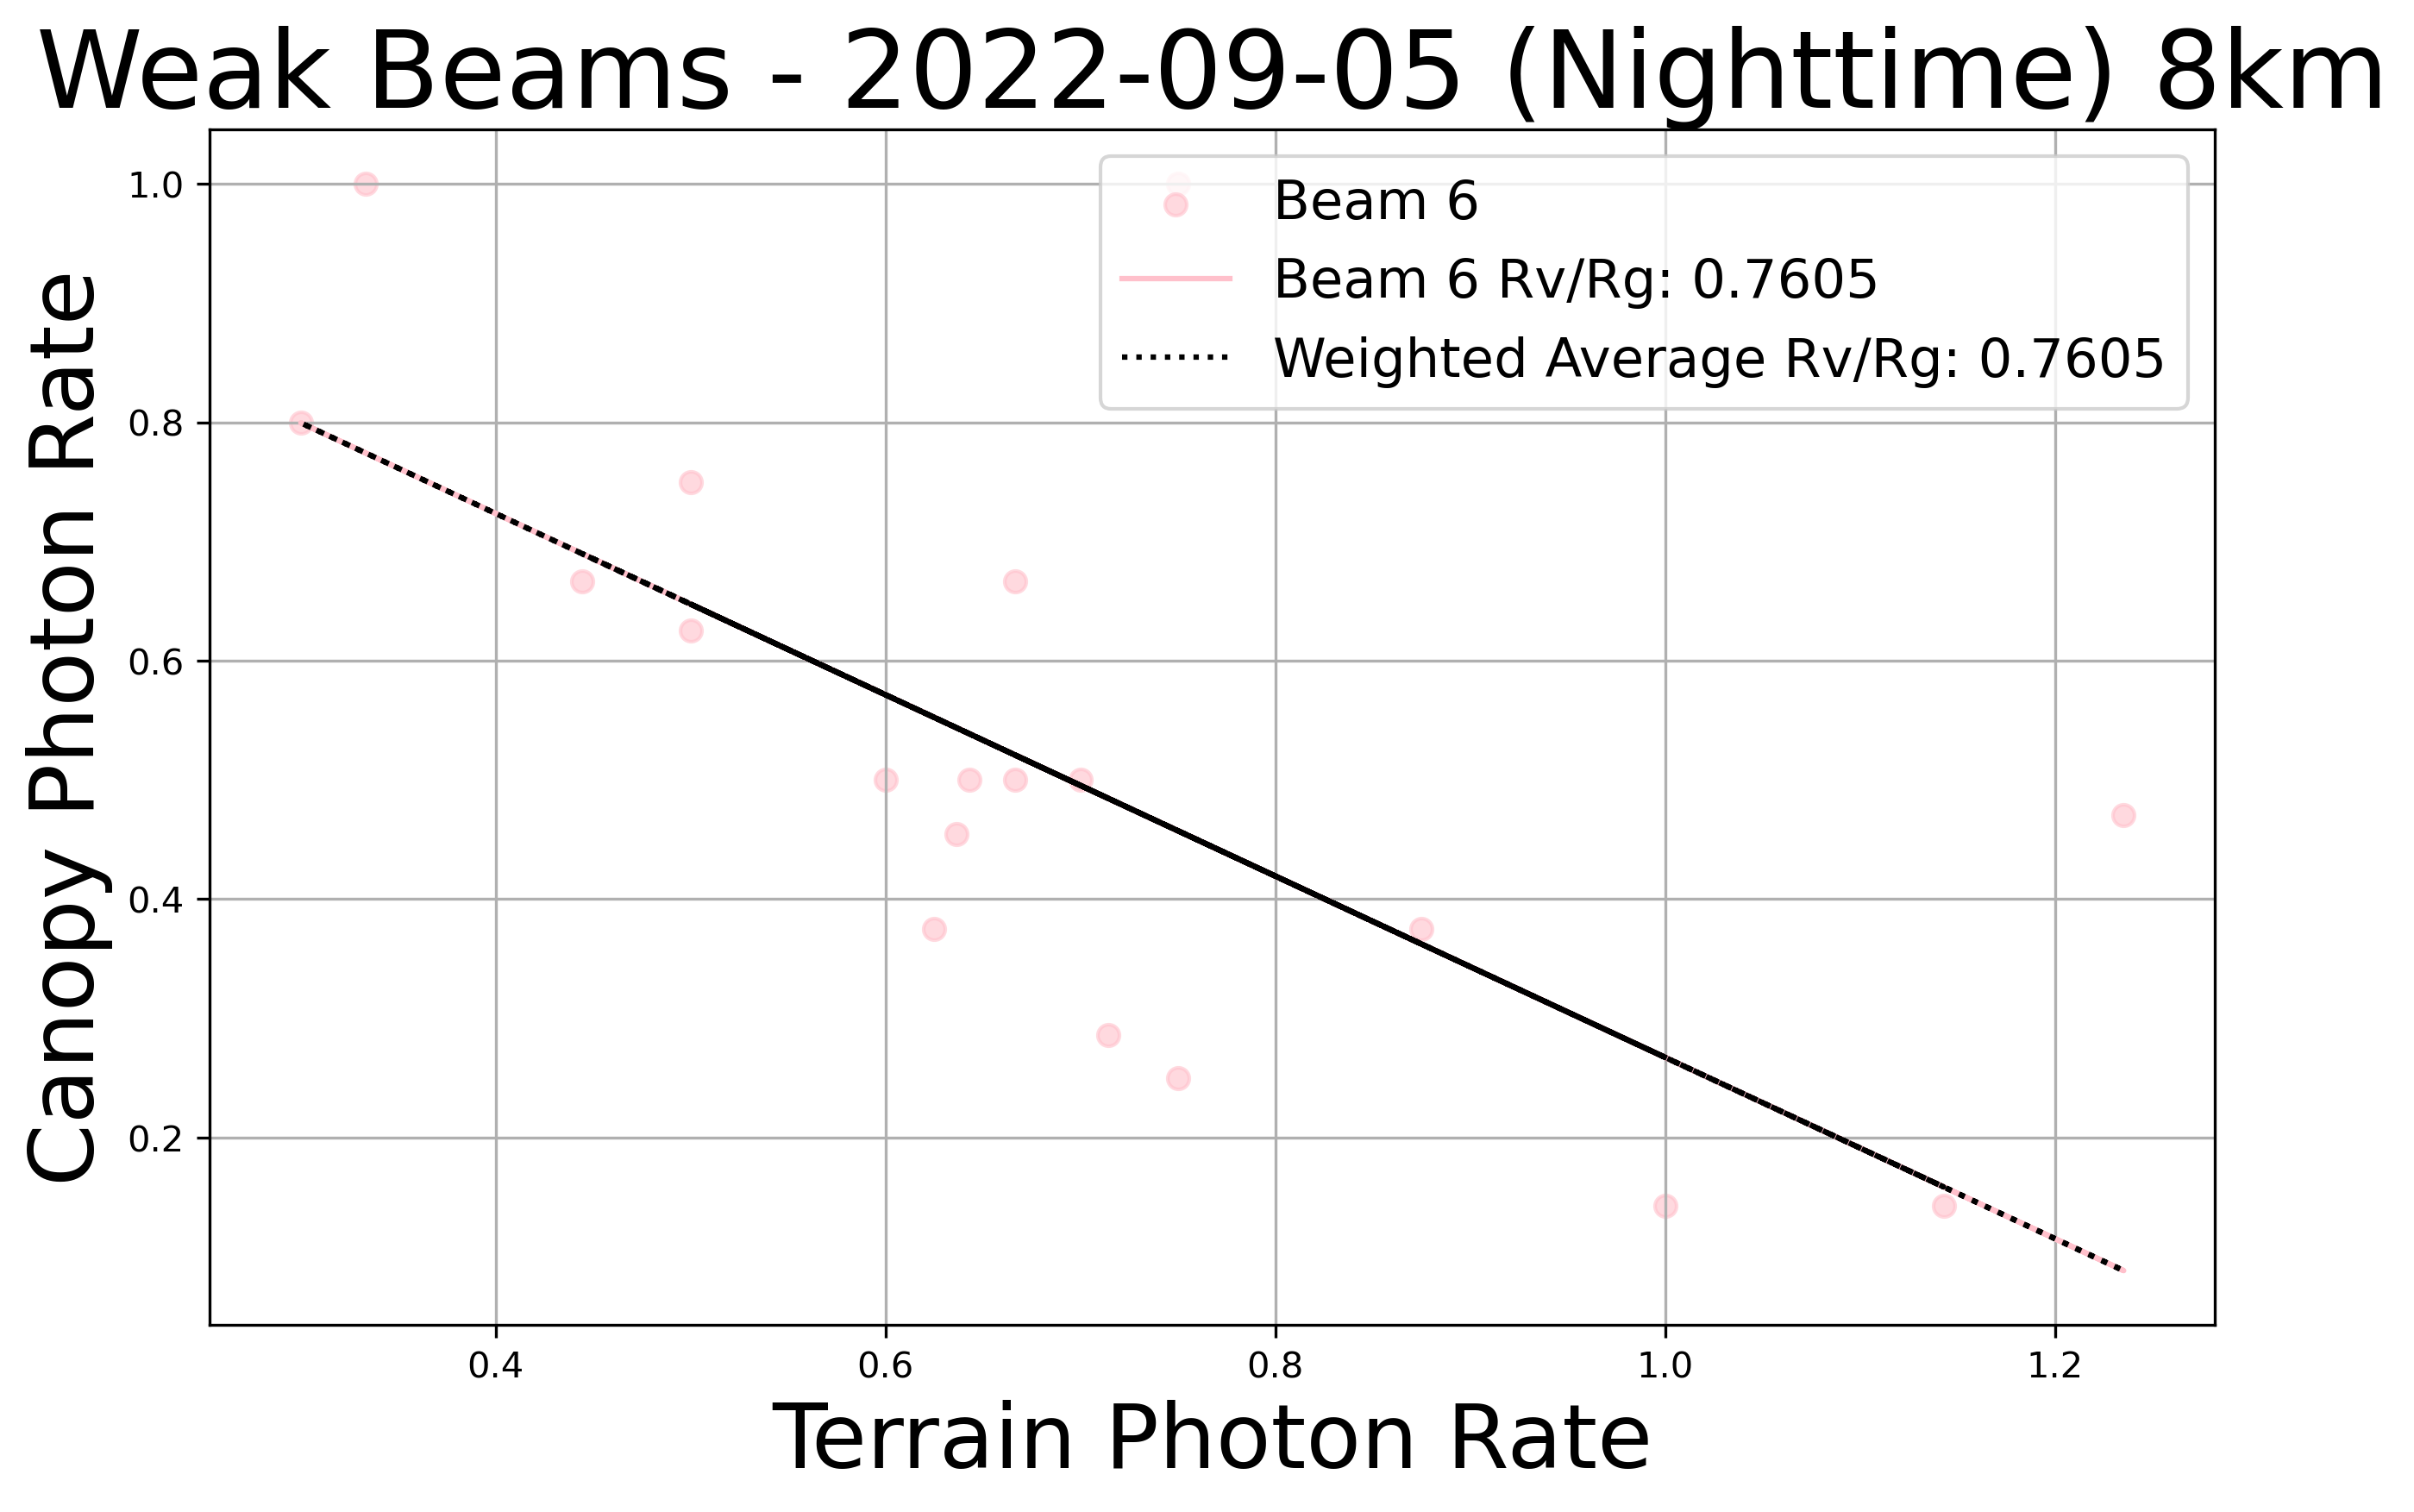 Weak Beams - 2022-09-05 (Nighttime) 8km
Beam 6
Beam 6 Rv/Rg: 0.7605
Weighted Average Rv/Rg: 0.7605
Canopy Photon Rate
1.0
0.8
0.6
0.4
0.2
0.4 0.6 0.8 1.0 1.2
Terrain Photon Rate